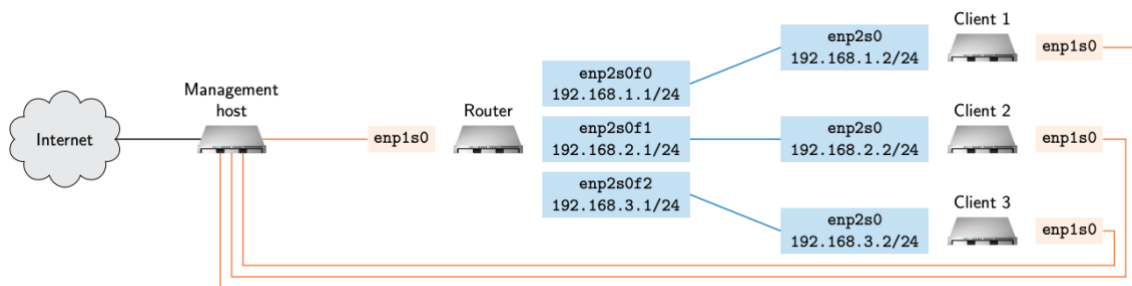 Internet
Management
host
enp1s0
Router
enp2s0f0
192.168.1.1/24
enp2s0f1
192.168.2.1/24
enp2s0f2
192.168.3.1/24
enp2s0
192.168.1.2/24
Client 1
enp1s0
enp2s0
192.168.2.2/24
Client 2
enp1s0
enp2s0
192.168.3.2/24
Client 3
enp1s0